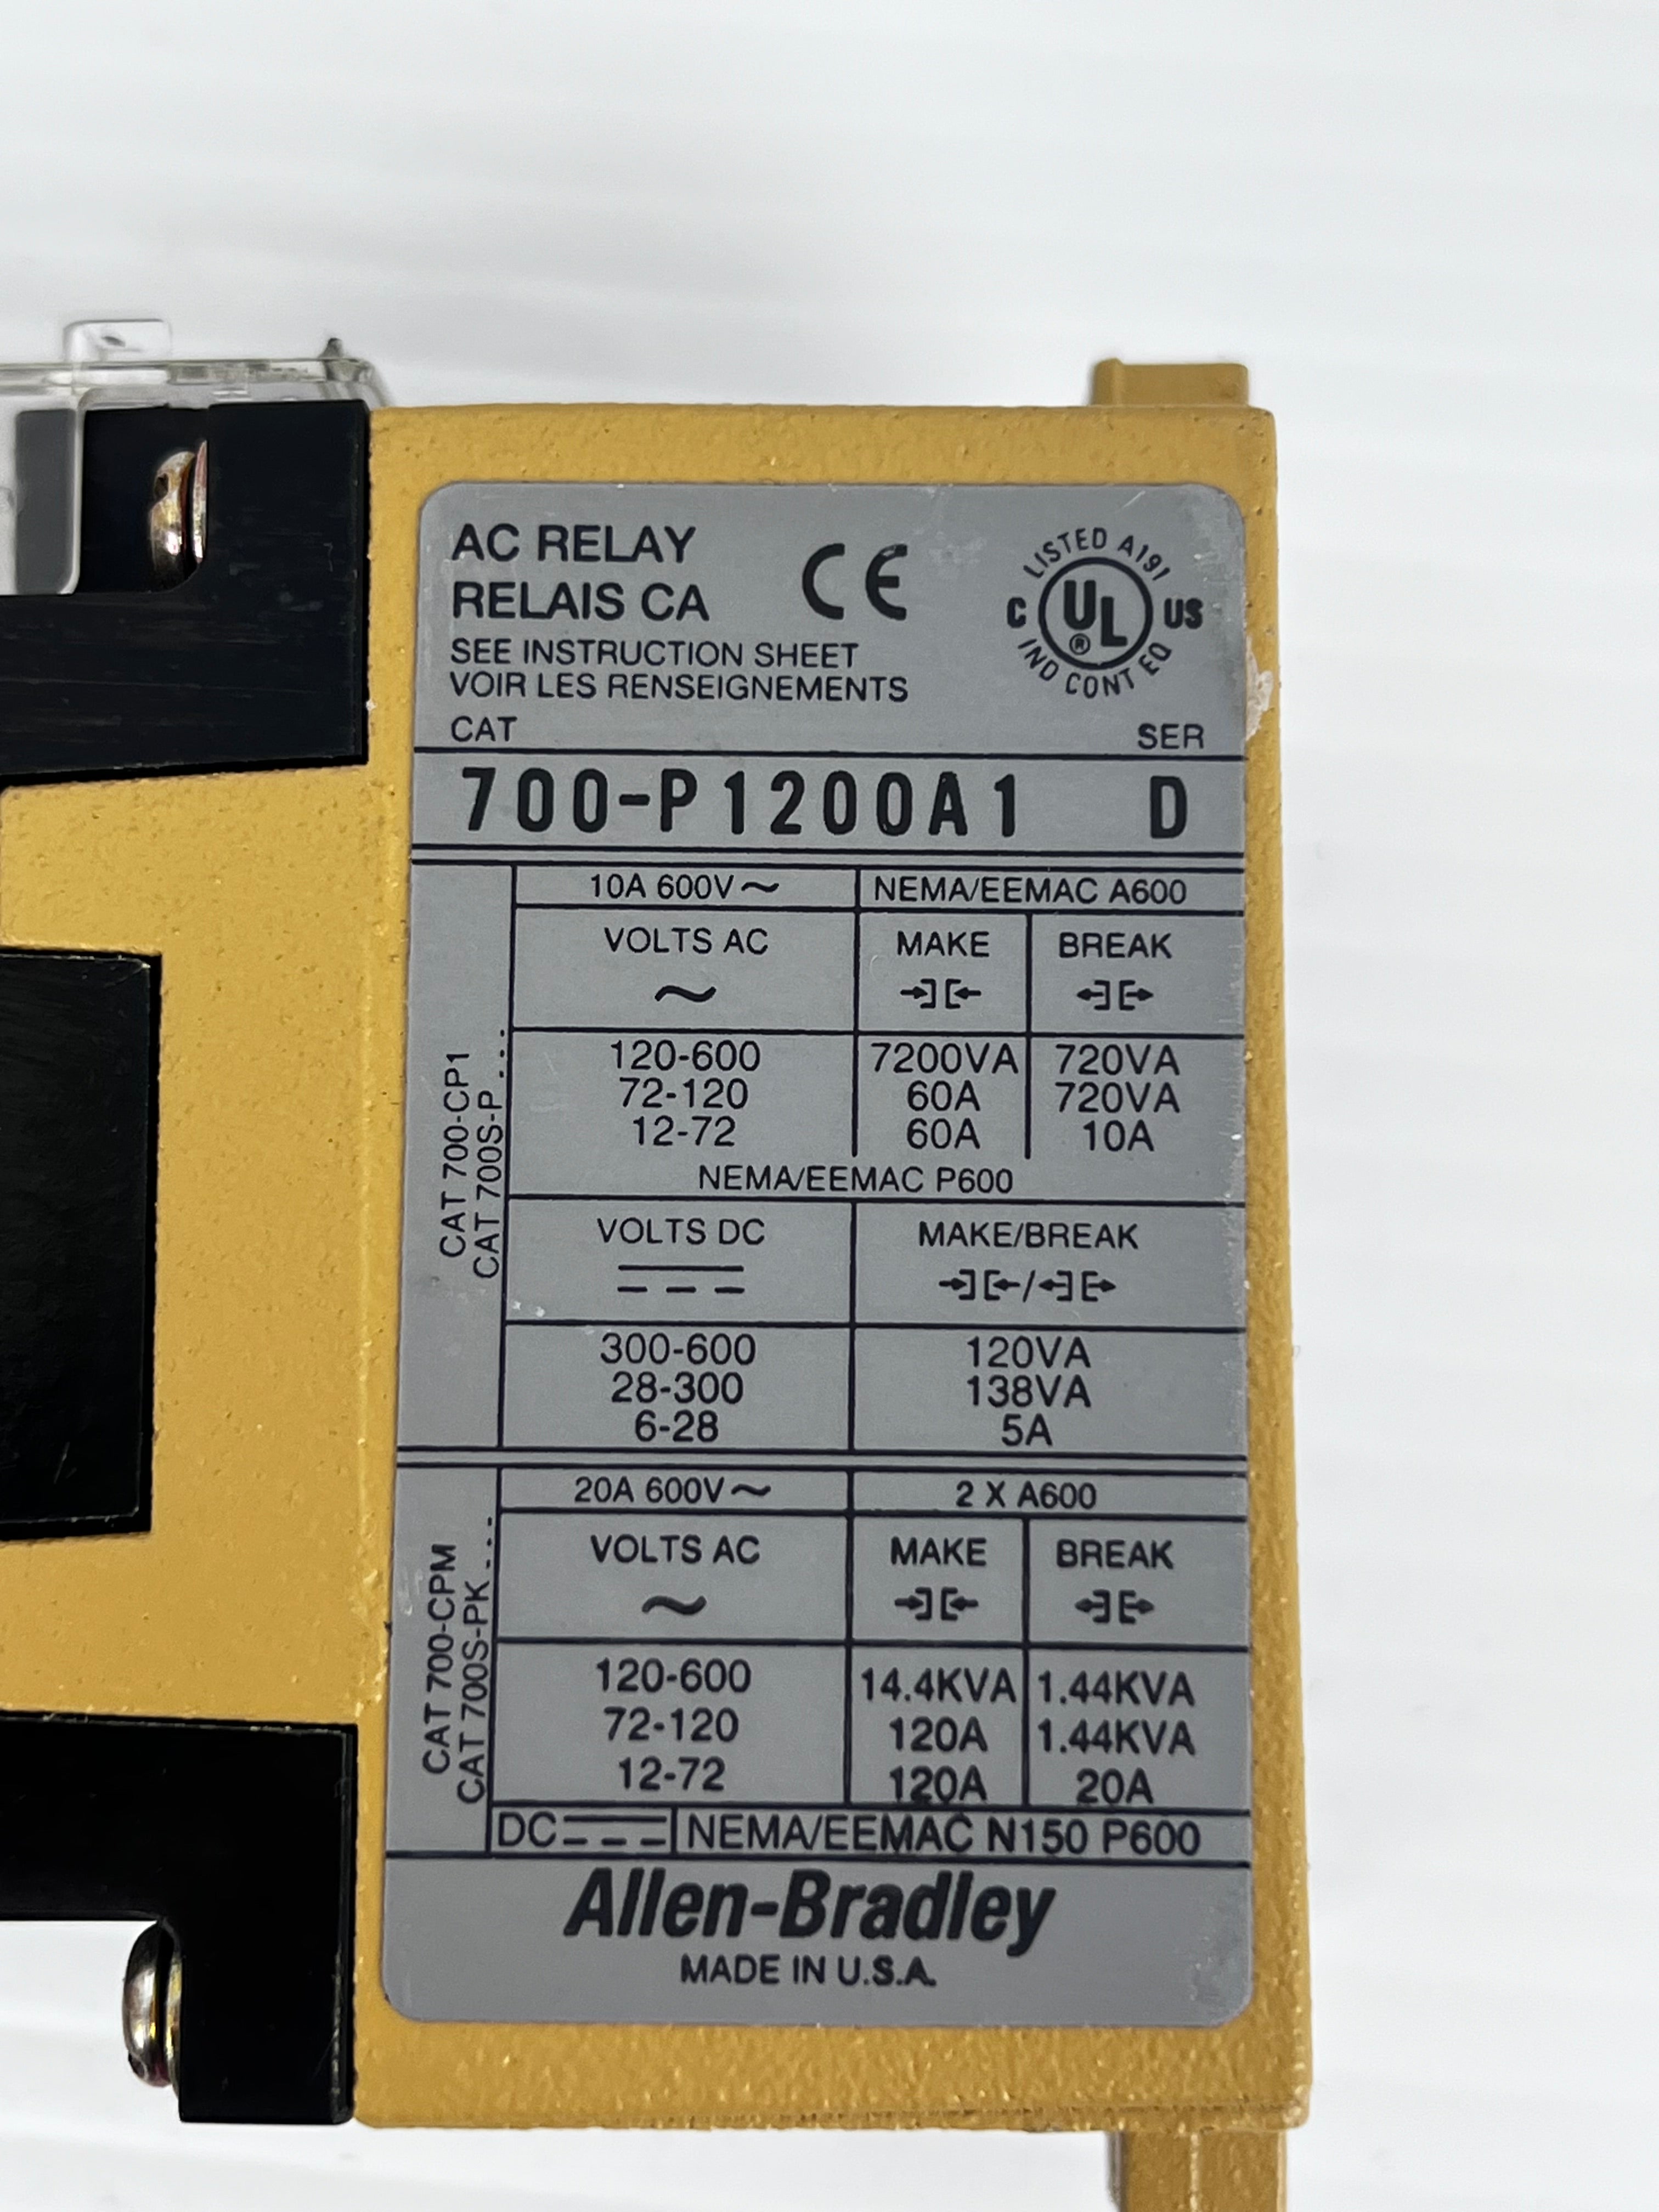 AC RELAY
RELAIS CA
CE
LISTED A191
C UL® US
IND CONT EQ
SEE INSTRUCTION SHEET
VOIR LES RENSEIGNEMENTS
CAT SER
700-P1200A1 D
CAT 700-CP1
CAT 700S-P...
10A 600V~ NEMA/EEMAC A600
VOLTS AC MAKE BREAK
~
120-600 7200VA 720VA
72-120 60A 720VA
12-72 60A 10A
NEMA/EEMAC P600
VOLTS DC MAKE/BREAK
/
300-600 120VA
28-300 138VA
6-28 5A
CAT 700-CPM
CAT 700S-PK...
20A 600V~ 2 X A600
VOLTS AC MAKE BREAK
~
120-600 14.4KVA 1.44KVA
72-120 120A 1.44KVA
12-72 120A 20A
DC NEMA/EEMAC N150 P600
Allen-Bradley
MADE IN U.S.A.